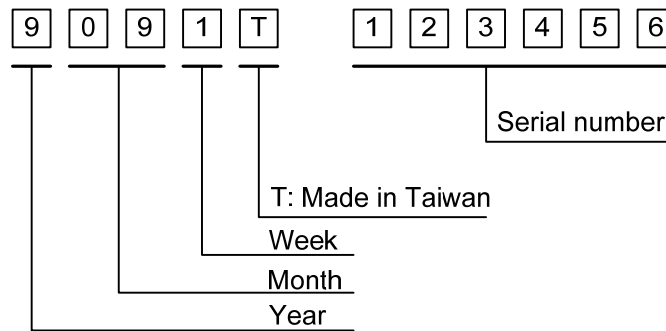 9 0 9 1 T 1 2 3 4 5 6
Serial number
T: Made in Taiwan
Week
Month
Year